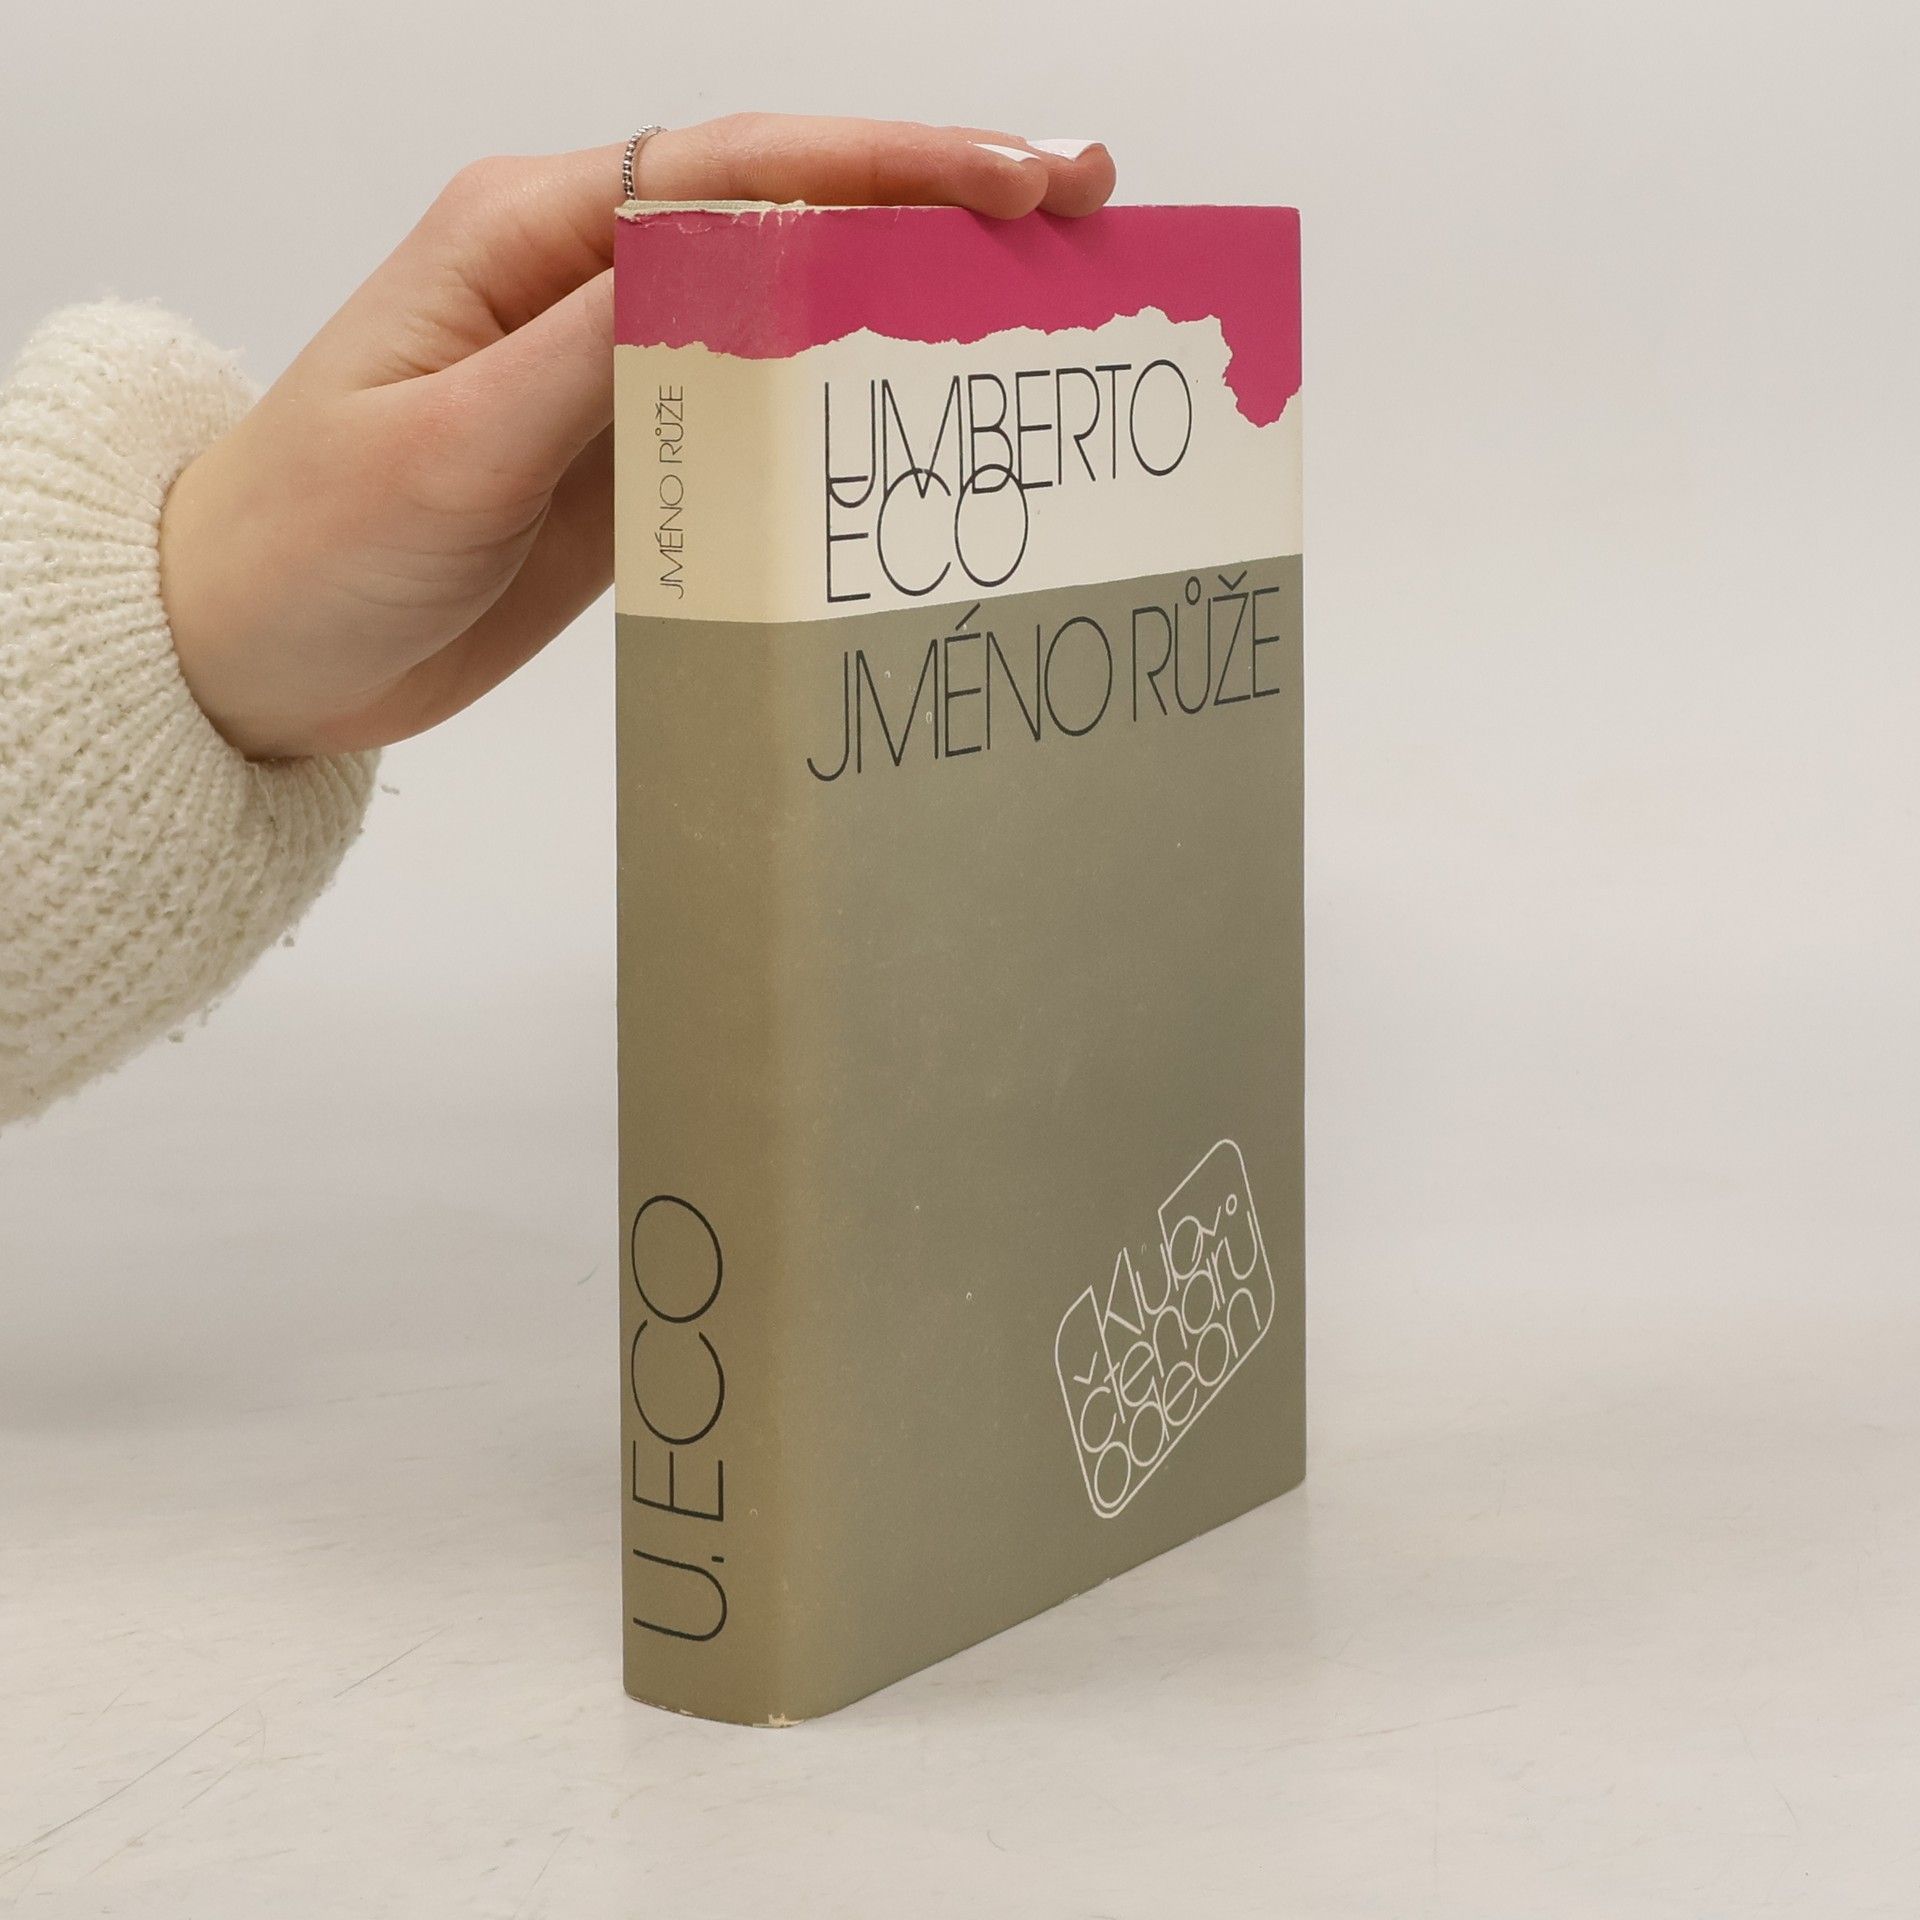 JMÉNO RŮŽE
U. ECO
UMBERTO
ECO
JMÉNO RŮŽE
klub
čtenářů
odeon